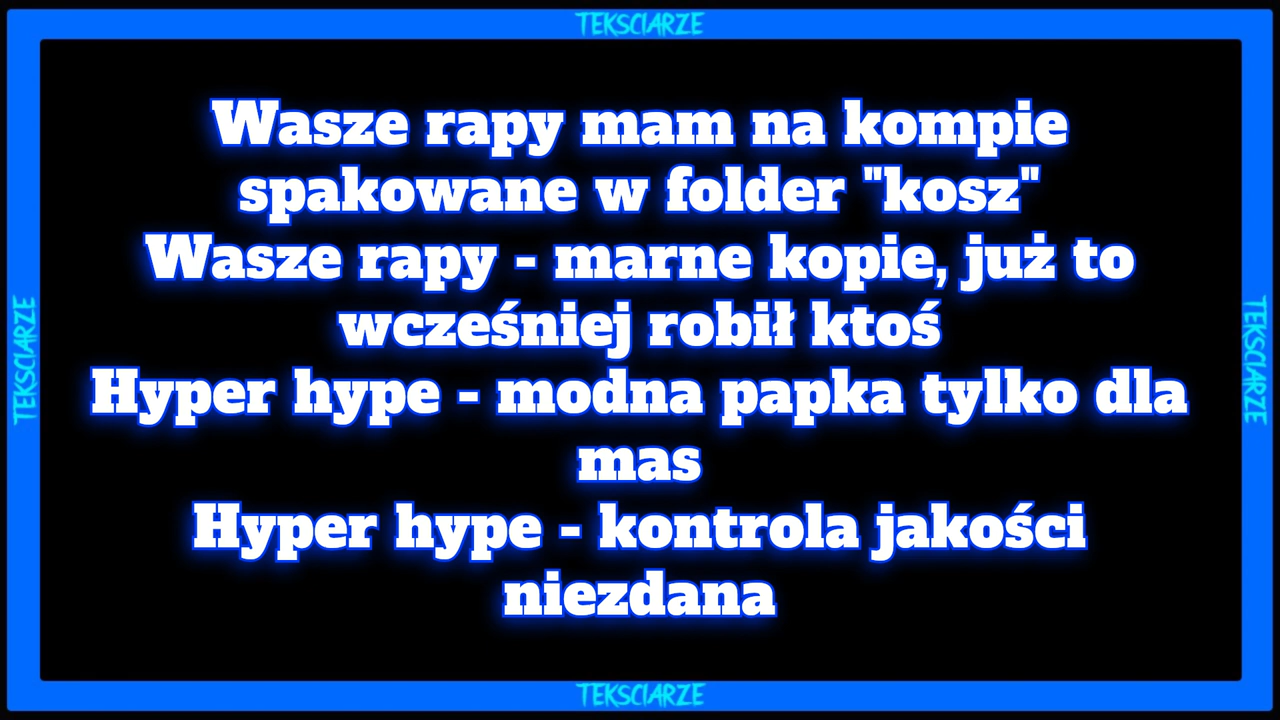 TEKSCIARZE
Wasze rapy mam na kompie
spakowane w folder "kosz"
Wasze rapy - marne kopie, już to
wcześniej robił ktoś
Hyper hype - modna papka tylko dla
mas
Hyper hype - kontrola jakości
niezdana
TEKSCIARZE
TEKSCIARZE
TEKSCIARZE